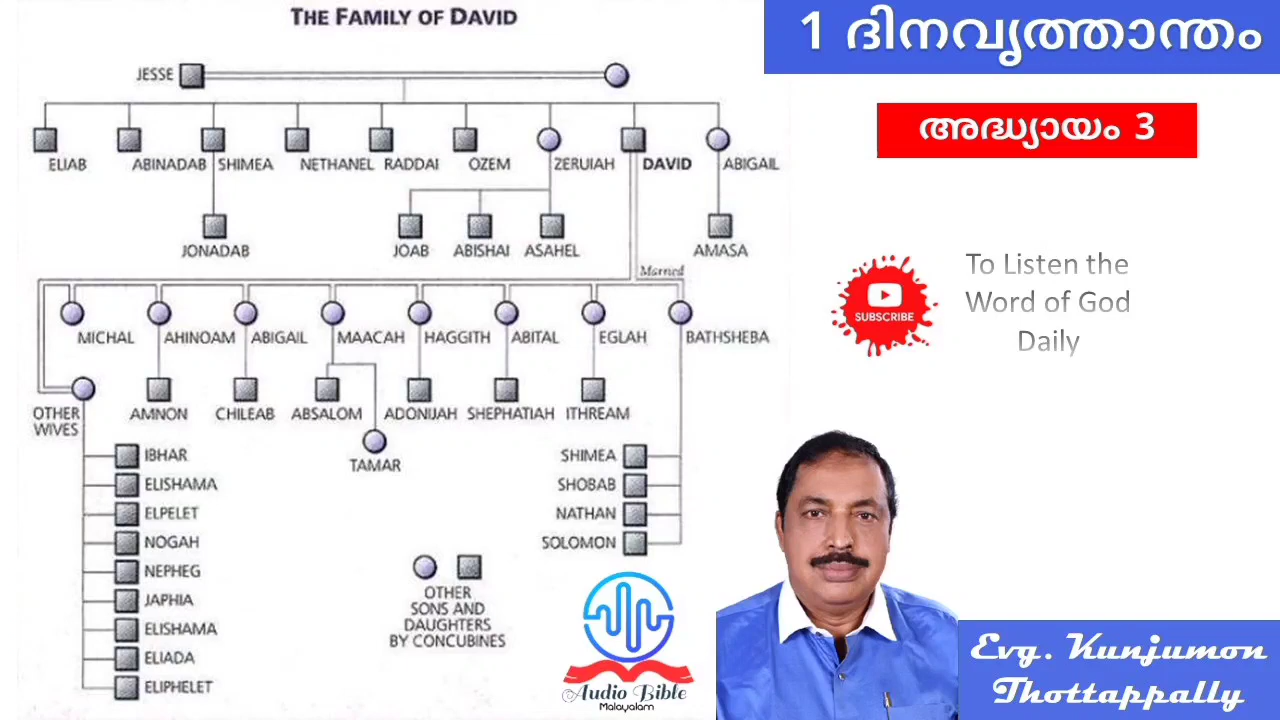 THE FAMILY OF DAVID
JESSE
ELIAB ABINADAB SHIMEA NETHANEL RADDAI OZEM ZERUIAH DAVID ABIGAIL
JONADAB JOAB ABISHAI ASAHEL AMASA
Married
MICHAL AHINOAM ABIGAIL MAACAH HAGGITH ABITAL EGLAH BATHSHEBA
OTHER
WIVES
AMNON CHILEAB ABSALOM ADONIJAH SHEPHATIAH ITHREAM
TAMAR
IBHAR
ELISHAMA
ELPELET
NOGAH
NEPHEG
JAPHIA
ELISHAMA
ELIADA
ELIPHELET
SHIMEA
SHOBAB
NATHAN
SOLOMON
OTHER
SONS AND
DAUGHTERS
BY CONCUBINES
1 ദിനവൃത്താന്തം
അദ്ധ്യായം 3
SUBSCRIBE
To Listen the
Word of God
Daily
Audio Bible
Malayalam
Evg. Kunjumon
Thottappally